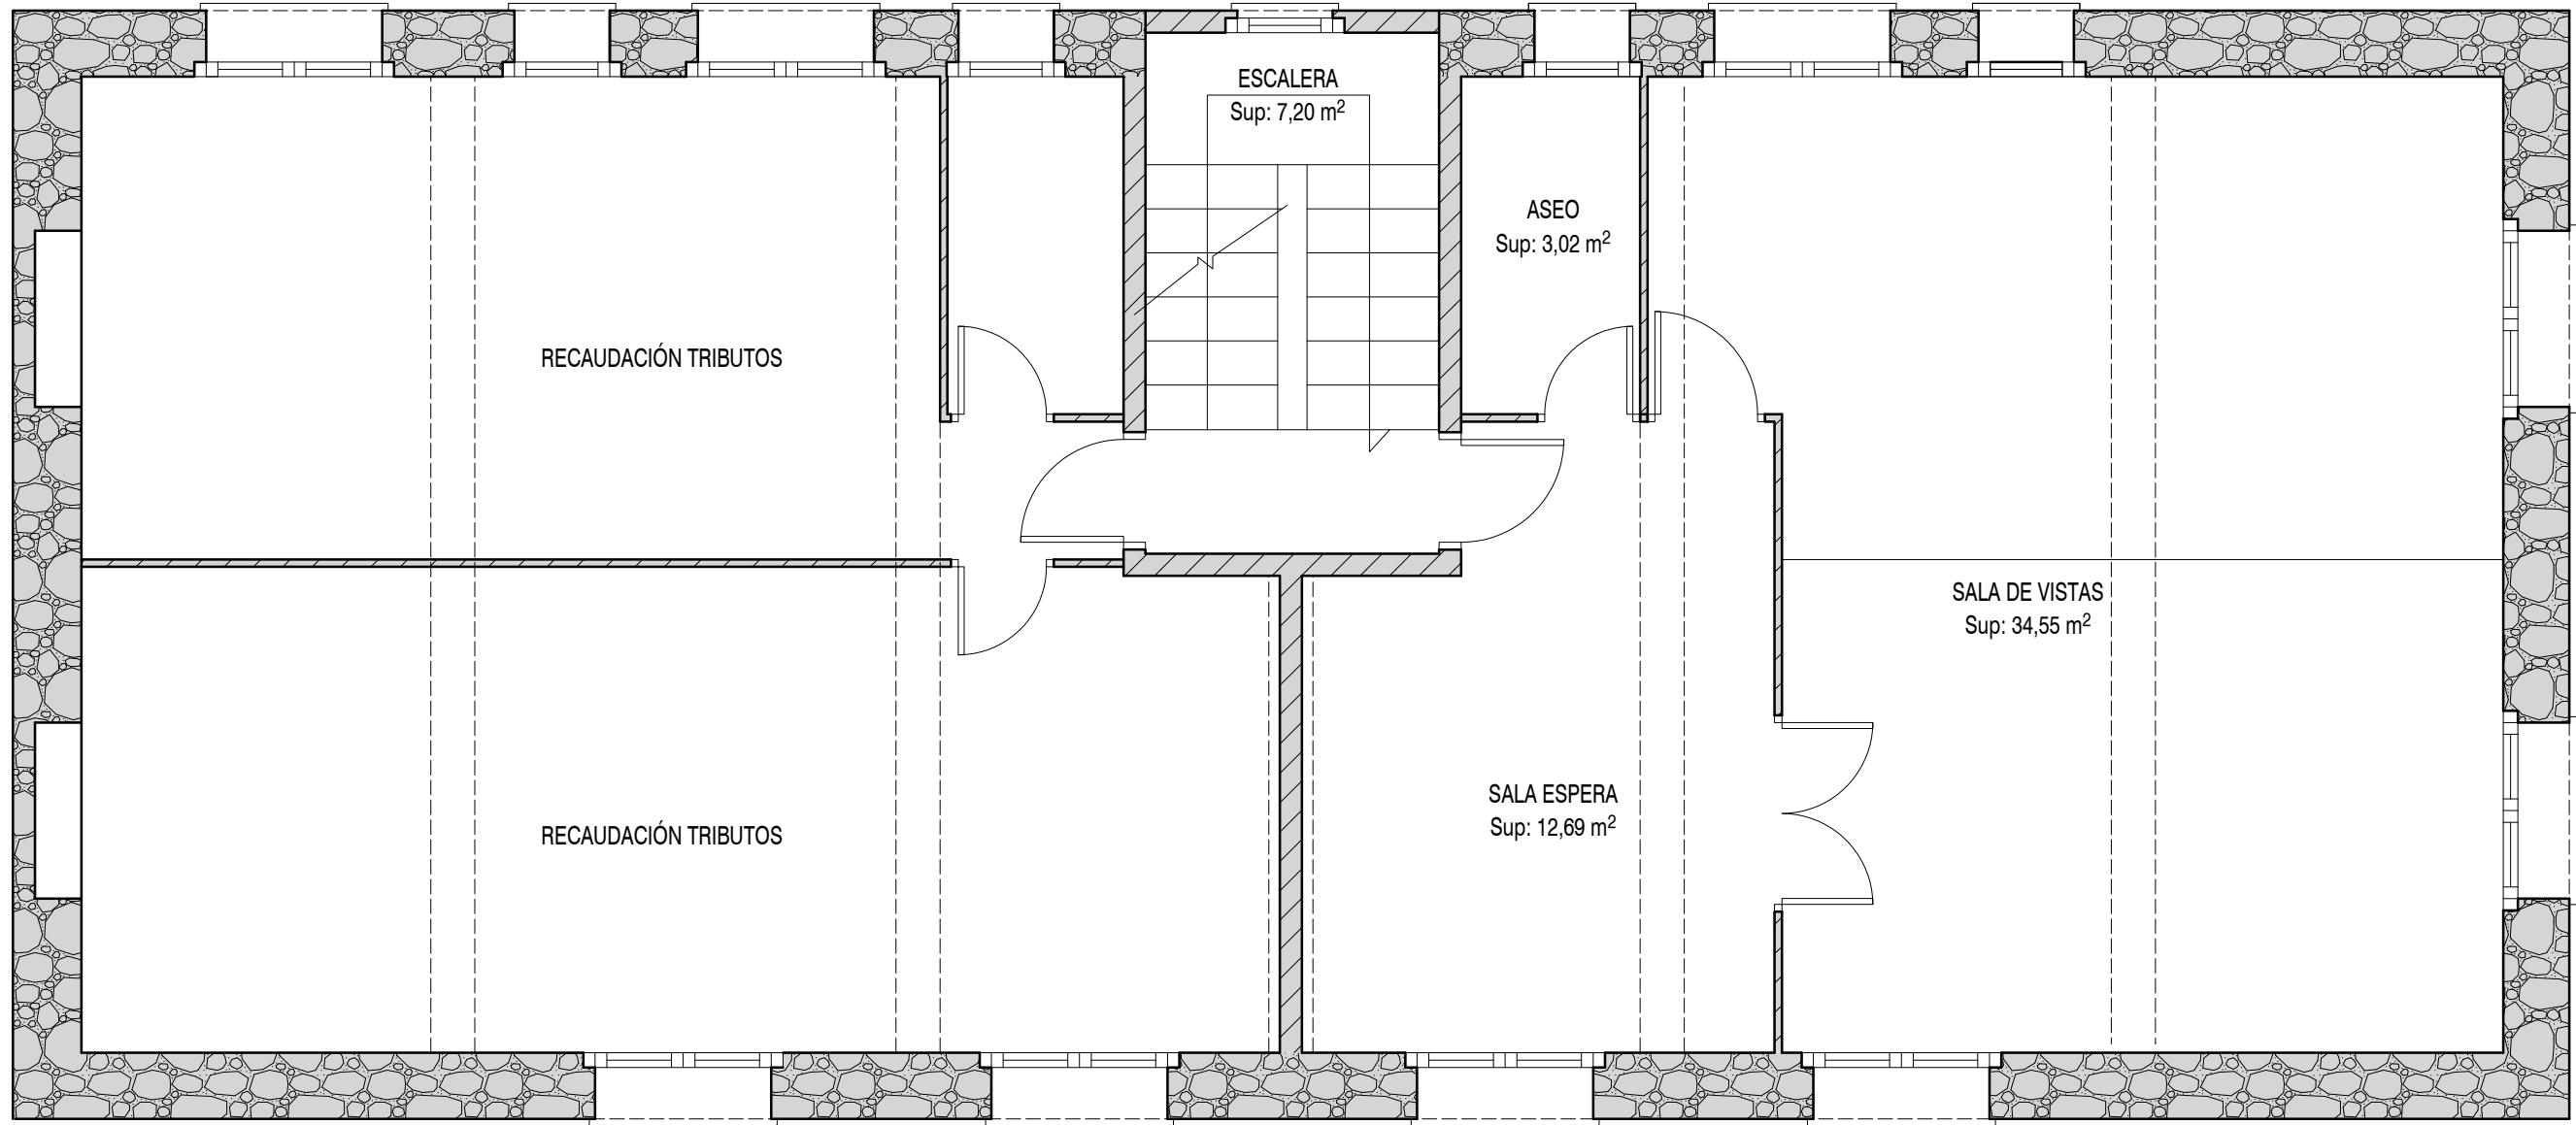 ESCALERA
Sup: 7,20 m²
ASEO
Sup: 3,02 m²
RECAUDACIÓN TRIBUTOS
SALA DE VISTAS
Sup: 34,55 m²
SALA ESPERA
Sup: 12,69 m²
RECAUDACIÓN TRIBUTOS